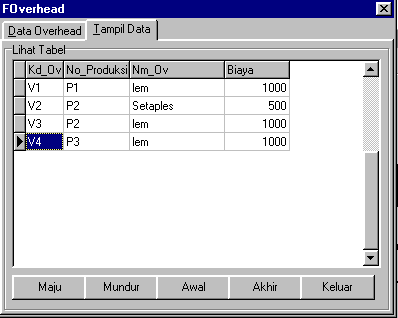 FOverhead
Data Overhead Tampil Data
Lihat Tabel
Kd_Ov No_Produksi Nm_Ov Biaya
V1 P1 lem 1000
V2 P2 Setaples 500
V3 P2 lem 1000
V4 P3 lem 1000
Maju Mundur Awal Akhir Keluar